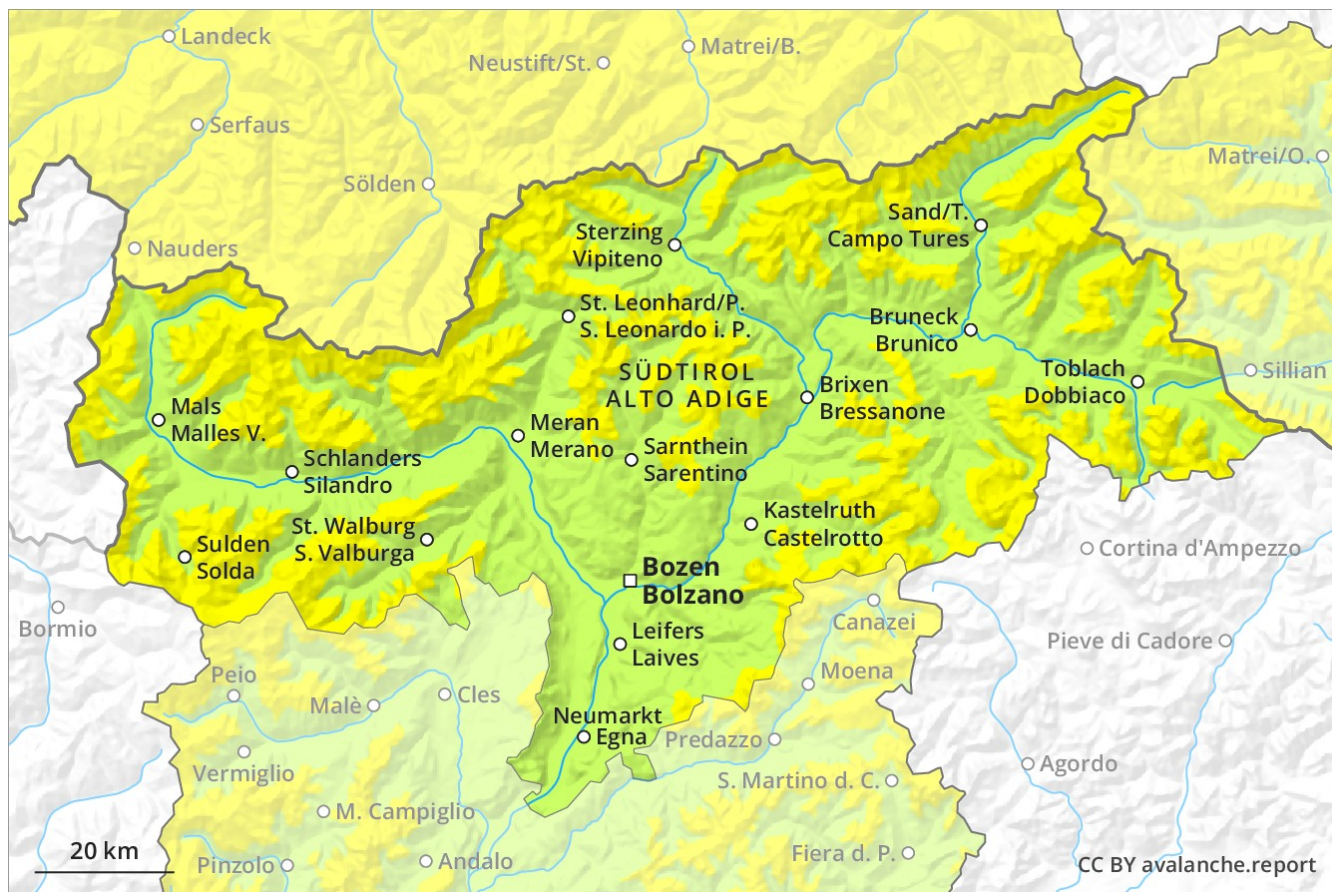 Landeck
Matrei/B.
Neustift/St.
Serfaus
Matrei/O.
Sölden
Sand/T.
Campo Tures
Sterzing
Vipiteno
Nauders
St. Leonhard/P.
S. Leonardo i. P.
Bruneck
Brunico
SÜDTIROL
ALTO ADIGE
Toblach
Dobbiaco
Sillian
Brixen
Bressanone
Mals
Malles V.
Meran
Merano
Sarnthein
Sarentino
Schlanders
Silandro
Kastelruth
Castelrotto
St. Walburg
S. Valburga
Sulden
Solda
Cortina d'Ampezzo
Bozen
Bolzano
Bormio
Canazei
Leifers
Laives
Pieve di Cadore
Peio
Moena
Malè
Cles
Neumarkt
Egna
Predazzo
Vermiglio
Agordo
S. Martino d. C.
M. Campiglio
20 km
Pinzolo
Andalo
Fiera d. P.
CC BY avalanche.report